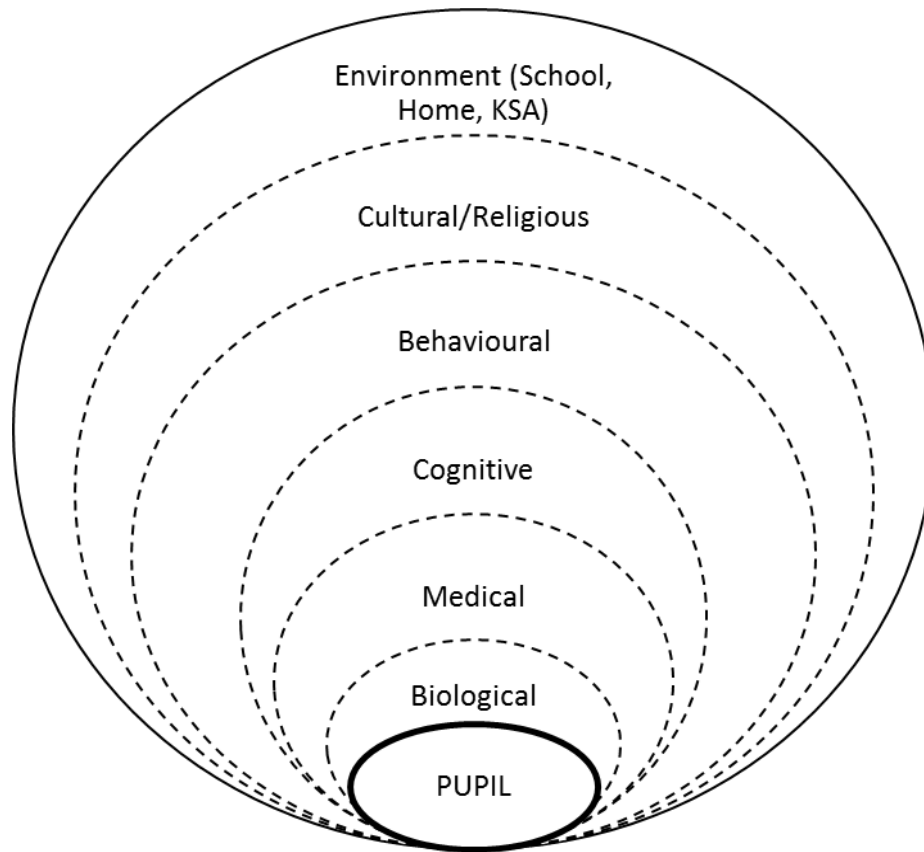 Environment (School,
Home, KSA)
Cultural/Religious
Behavioural
Cognitive
Medical
Biological
PUPIL